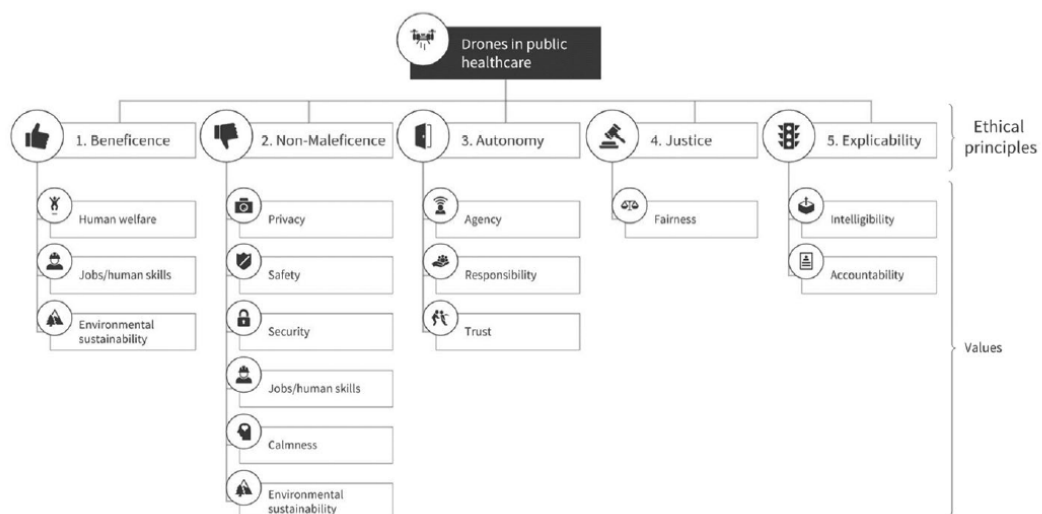 Drones in public
healthcare
1. Beneficence
2. Non-Maleficence
3. Autonomy
4. Justice
5. Explicability
Ethical
principles
Human welfare
Jobs/human skills
Environmental
sustainability
Privacy
Safety
Security
Jobs/human skills
Calmness
Environmental
sustainability
Agency
Responsibility
Trust
Fairness
Intelligibility
Accountability
Values